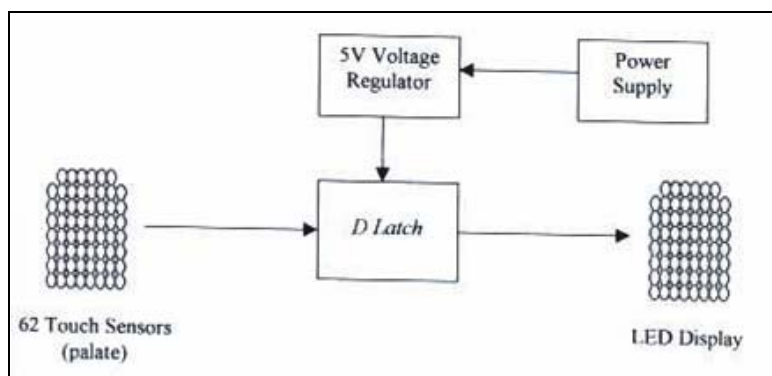 5V Voltage
Regulator
Power
Supply
D Latch
62 Touch Sensors
(palate)
LED Display